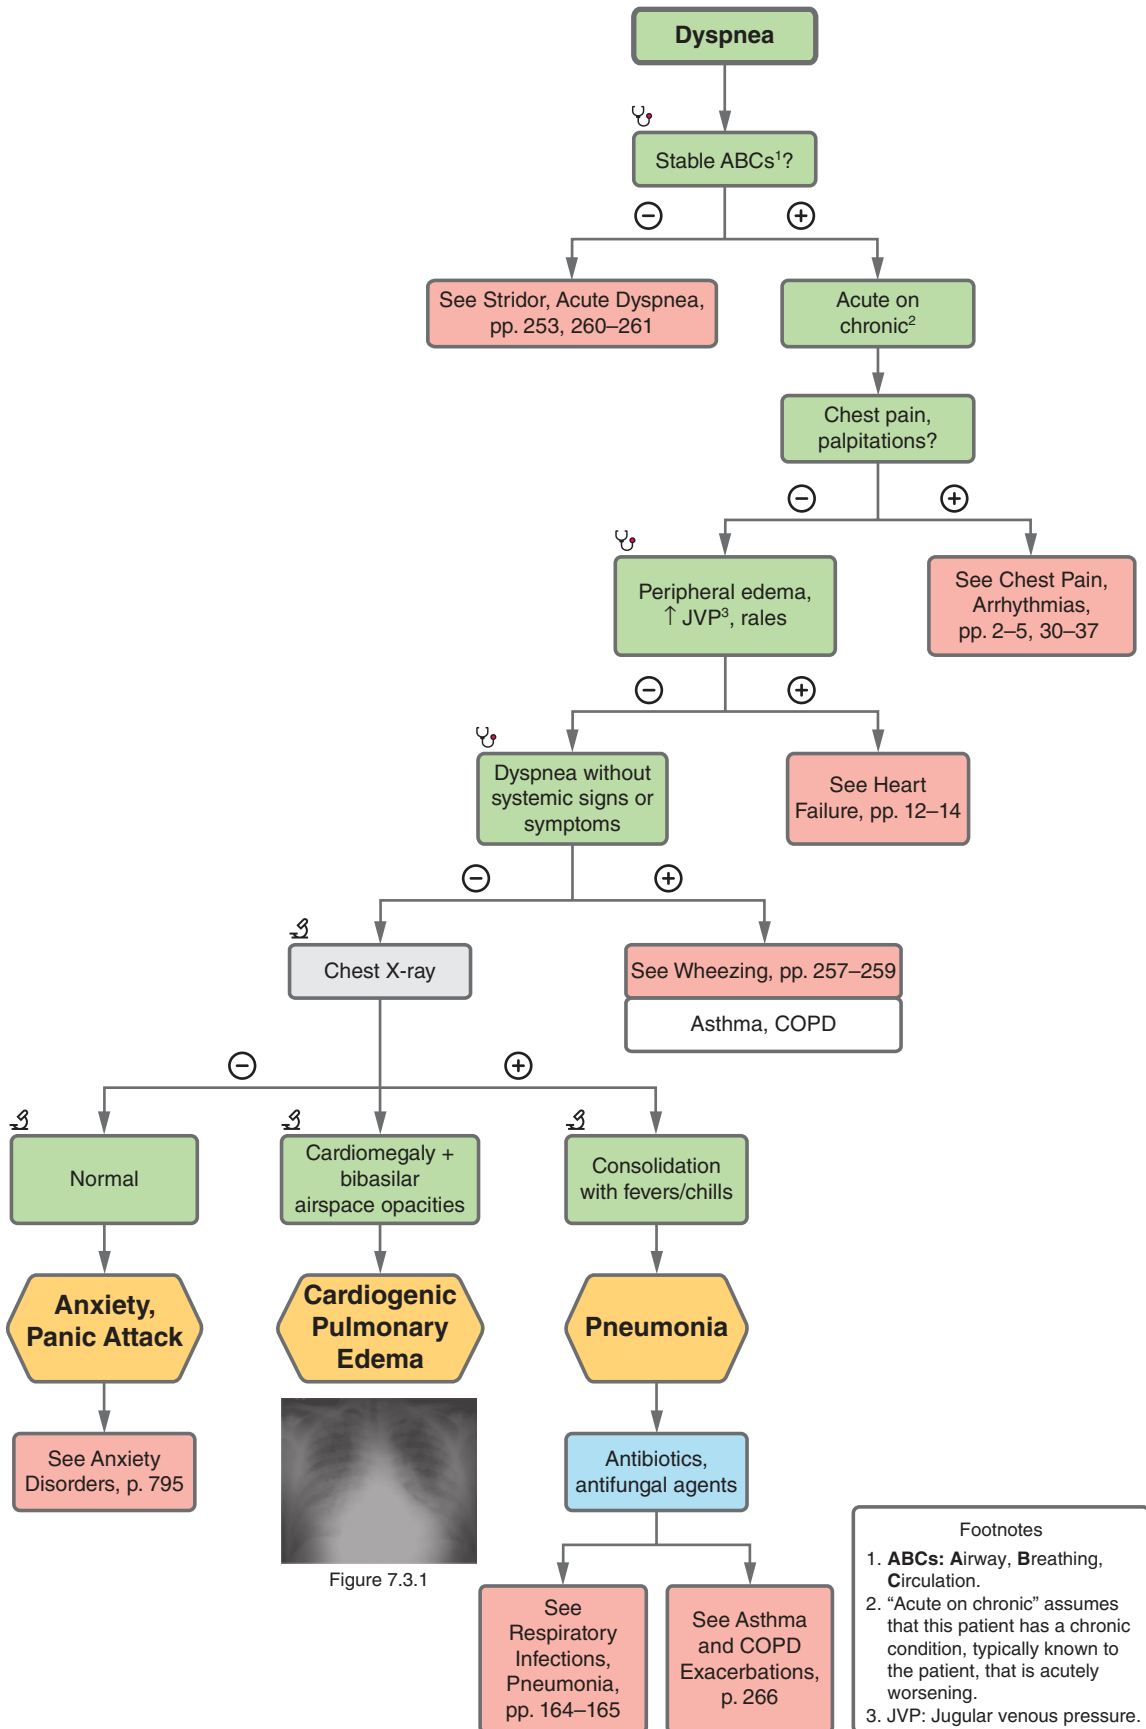 Dyspnea
Stable ABCs¹?
−
+
See Stridor, Acute Dyspnea,
pp. 253, 260–261
Acute on
chronic²
Chest pain,
palpitations?
−
+
Peripheral edema,
↑ JVP³, rales
See Chest Pain,
Arrhythmias,
pp. 2–5, 30–37
−
+
Dyspnea without
systemic signs or
symptoms
See Heart
Failure, pp. 12–14
−
+
Chest X-ray
See Wheezing, pp. 257–259
Asthma, COPD
−
+
Normal
Cardiomegaly +
bibasilar
airspace opacities
Consolidation
with fevers/chills
Anxiety,
Panic Attack
Cardiogenic
Pulmonary
Edema
Pneumonia
See Anxiety
Disorders, p. 795
Figure 7.3.1
Antibiotics,
antifungal agents
See
Respiratory
Infections,
Pneumonia,
pp. 164–165
See Asthma
and COPD
Exacerbations,
p. 266
Footnotes
1. ABCs: Airway, Breathing,
Circulation.
2. “Acute on chronic” assumes
that this patient has a chronic
condition, typically known to
the patient, that is acutely
worsening.
3. JVP: Jugular venous pressure.